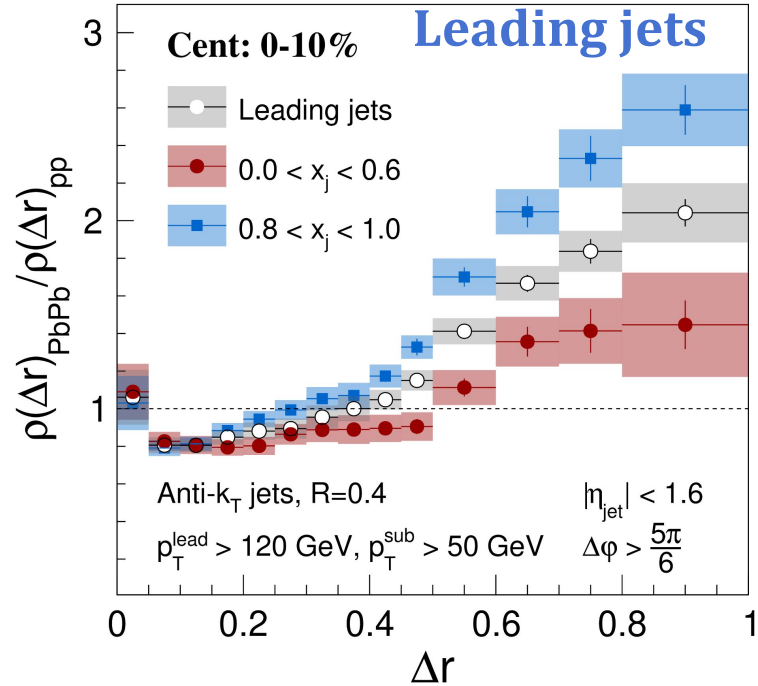 Leading jets
Cent: 0-10%
Leading jets
0.0 < x_j < 0.6
0.8 < x_j < 1.0
ρ(Δr)_PbPb/ρ(Δr)_pp
3
2
1
Anti-k_T jets, R=0.4
|η_jet| < 1.6
p_T^lead > 120 GeV, p_T^sub > 50 GeV
Δφ > 5π/6
0 0.2 0.4 0.6 0.8 1
Δr